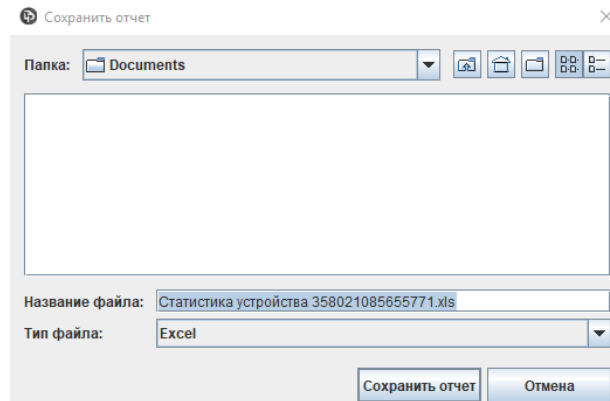 Сохранить отчет
Папка: Documents
Название файла: Статистика устройства 358021085655771.xls
Тип файла: Excel
Сохранить отчет Отмена